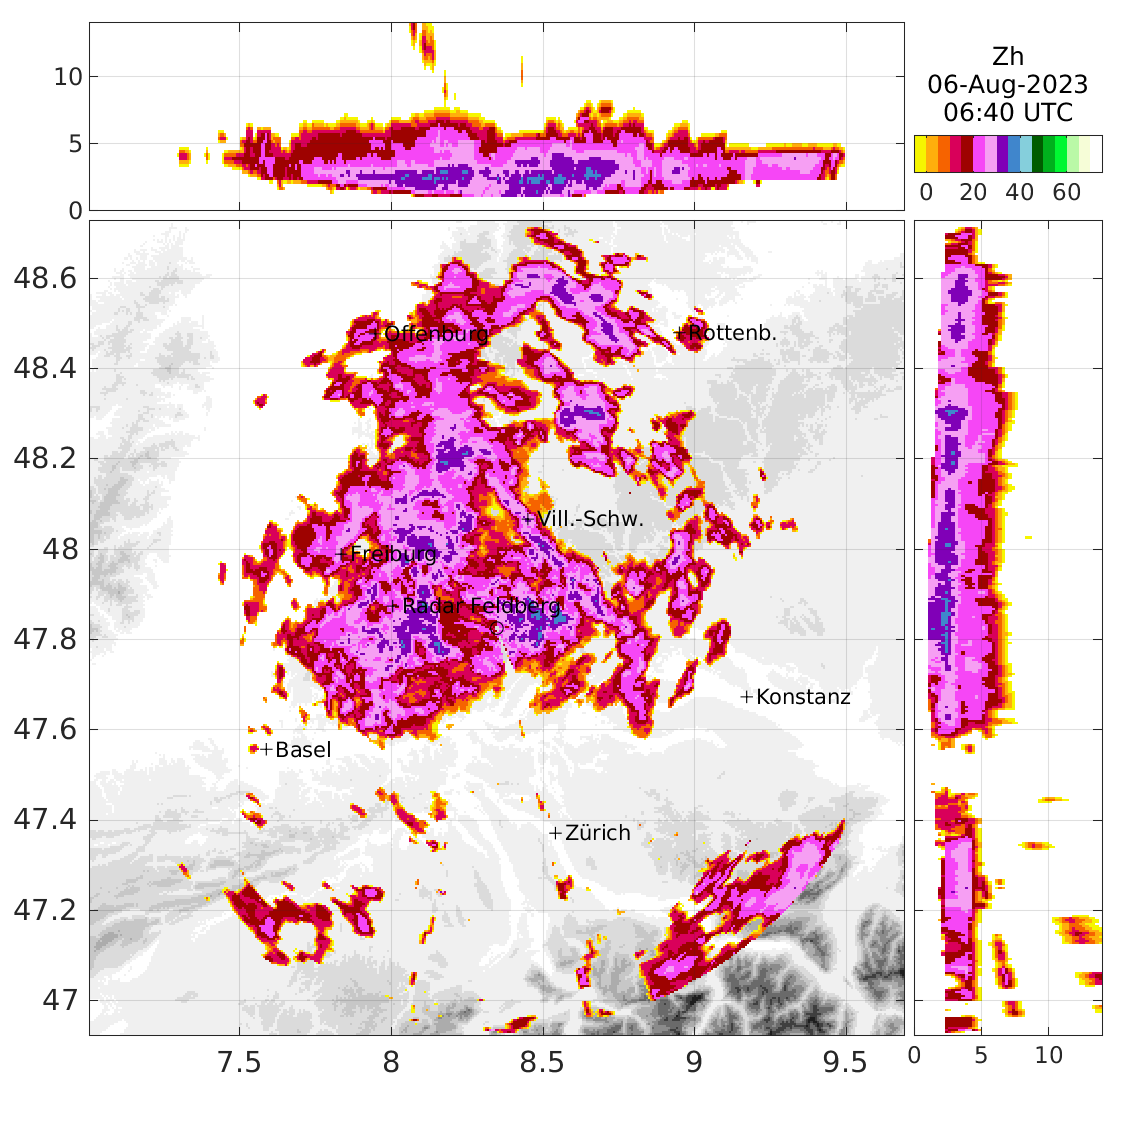 10
5
0
Zh
06-Aug-2023
06:40 UTC
0 20 40 60
48.6
48.4
48.2
48
47.8
47.6
47.4
47.2
47
+Offenburg
+Rottenb.
+Vill.-Schw.
+Freiburg
+Radar Feldberg
+Konstanz
+Basel
+Zürich
7.5 8 8.5 9 9.5
0 5 10